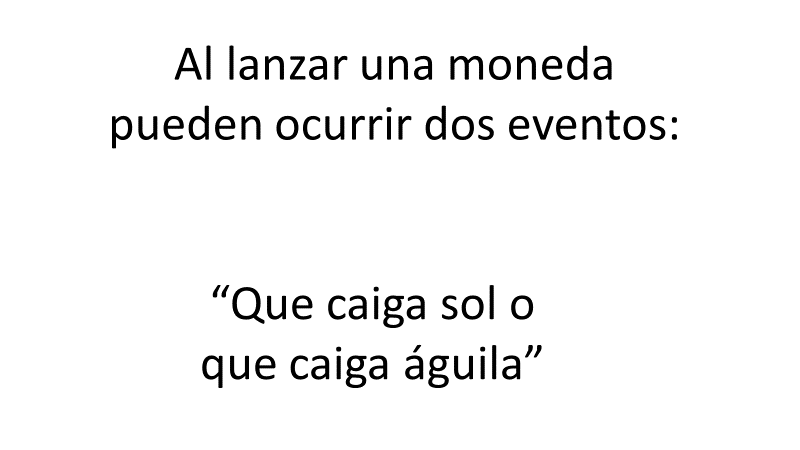 Al lanzar una moneda
pueden ocurrir dos eventos:
“Que caiga sol o
que caiga águila”